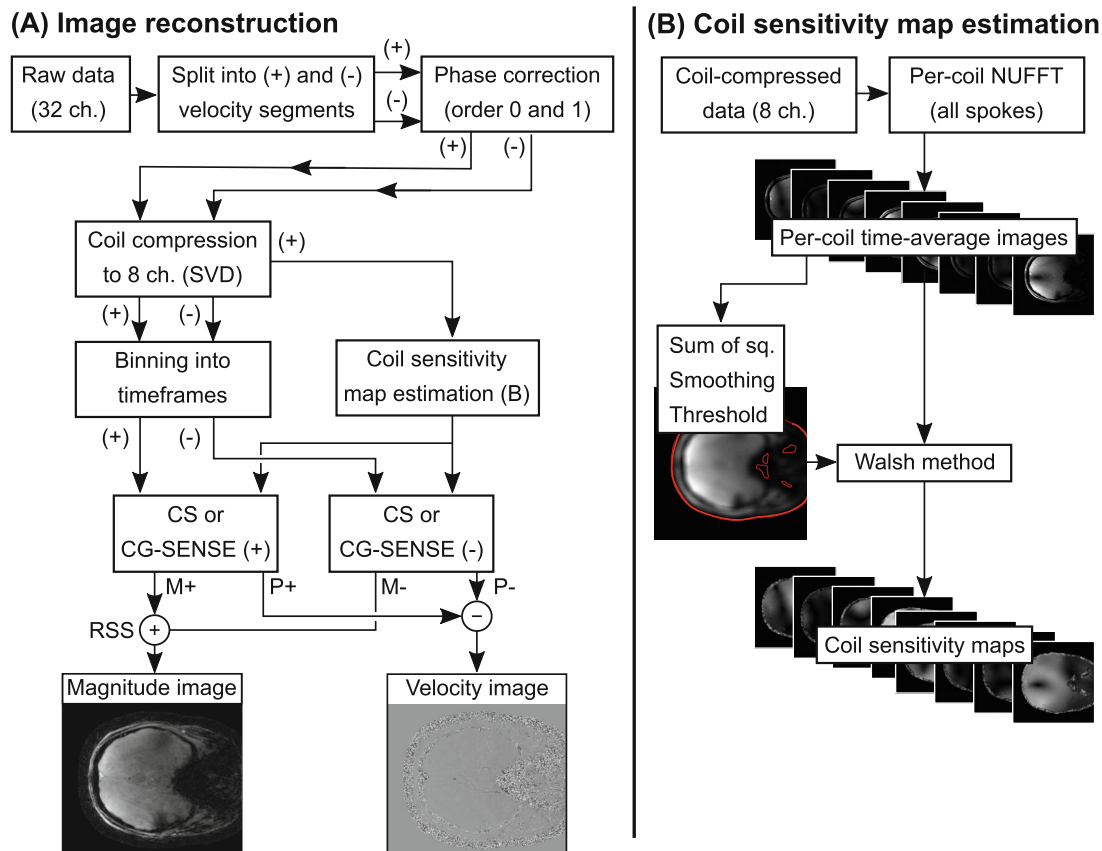 (A) Image reconstruction
Raw data
(32 ch.)
Split into (+) and (-)
velocity segments
(+)
(-)
Phase correction
(order 0 and 1)
(+)
(-)
Coil compression
to 8 ch. (SVD)
(+)
(+)
(-)
Binning into
timeframes
Coil sensitivity
map estimation (B)
(+)
(-)
CS or
CG-SENSE (+)
CS or
CG-SENSE (-)
M+
P+
M-
P-
RSS
+
−
Magnitude image
Velocity image
(B) Coil sensitivity map estimation
Coil-compressed
data (8 ch.)
Per-coil NUFFT
(all spokes)
Per-coil time-average images
Sum of sq.
Smoothing
Threshold
Walsh method
Coil sensitivity maps